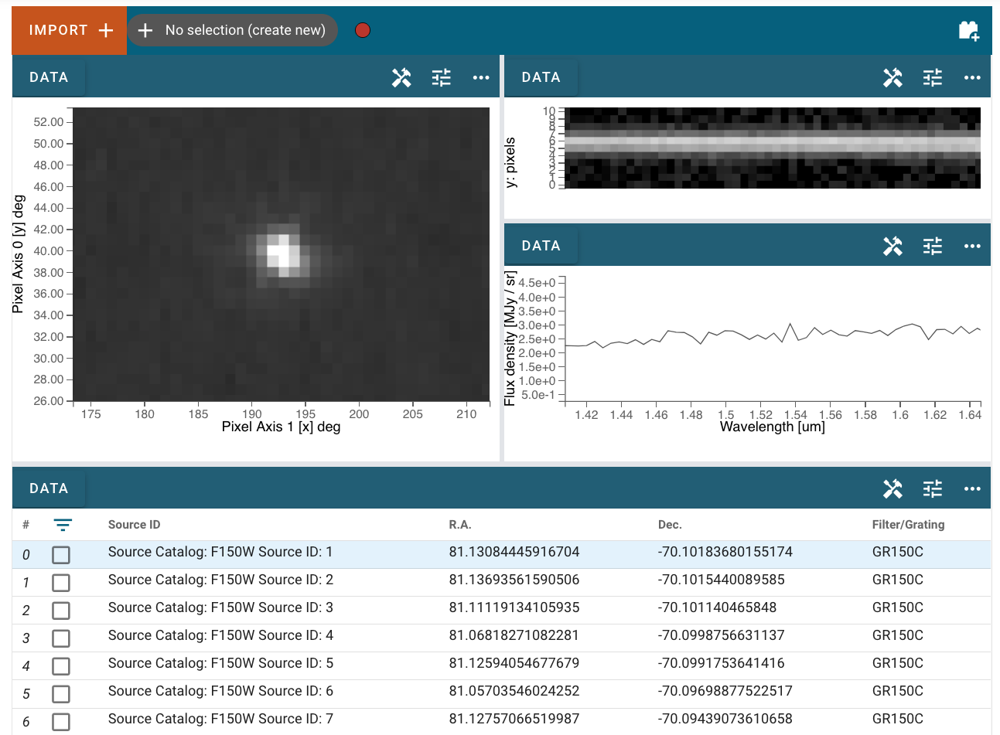 IMPORT
No selection (create new)
DATA
DATA
52.00
50.00
48.00
46.00
44.00
42.00
40.00
38.00
36.00
34.00
32.00
30.00
28.00
26.00
Pixel Axis 0 [y] deg
175 180 185 190 195 200 205 210
Pixel Axis 1 [x] deg
10
9
8
7
6
5
4
3
2
1
0
y: pixels
DATA
4.5e+0
4.0e+0
3.5e+0
3.0e+0
2.5e+0
2.0e+0
1.5e+0
1.0e+0
5.0e-1
Flux density [MJy / sr]
1.42 1.44 1.46 1.48 1.5 1.52 1.54 1.56 1.58 1.6 1.62 1.64
Wavelength [um]
DATA
# Source ID R.A. Dec. Filter/Grating
0 Source Catalog: F150W Source ID: 1 81.13084445916704 -70.10183680155174 GR150C
1 Source Catalog: F150W Source ID: 2 81.13693561590506 -70.1015440089585 GR150C
2 Source Catalog: F150W Source ID: 3 81.11119134105935 -70.101140465848 GR150C
3 Source Catalog: F150W Source ID: 4 81.06818271082281 -70.0998756631137 GR150C
4 Source Catalog: F150W Source ID: 5 81.12594054677679 -70.0991753641416 GR150C
5 Source Catalog: F150W Source ID: 6 81.05703546024252 -70.09698877522517 GR150C
6 Source Catalog: F150W Source ID: 7 81.12757066519987 -70.09439073610658 GR150C